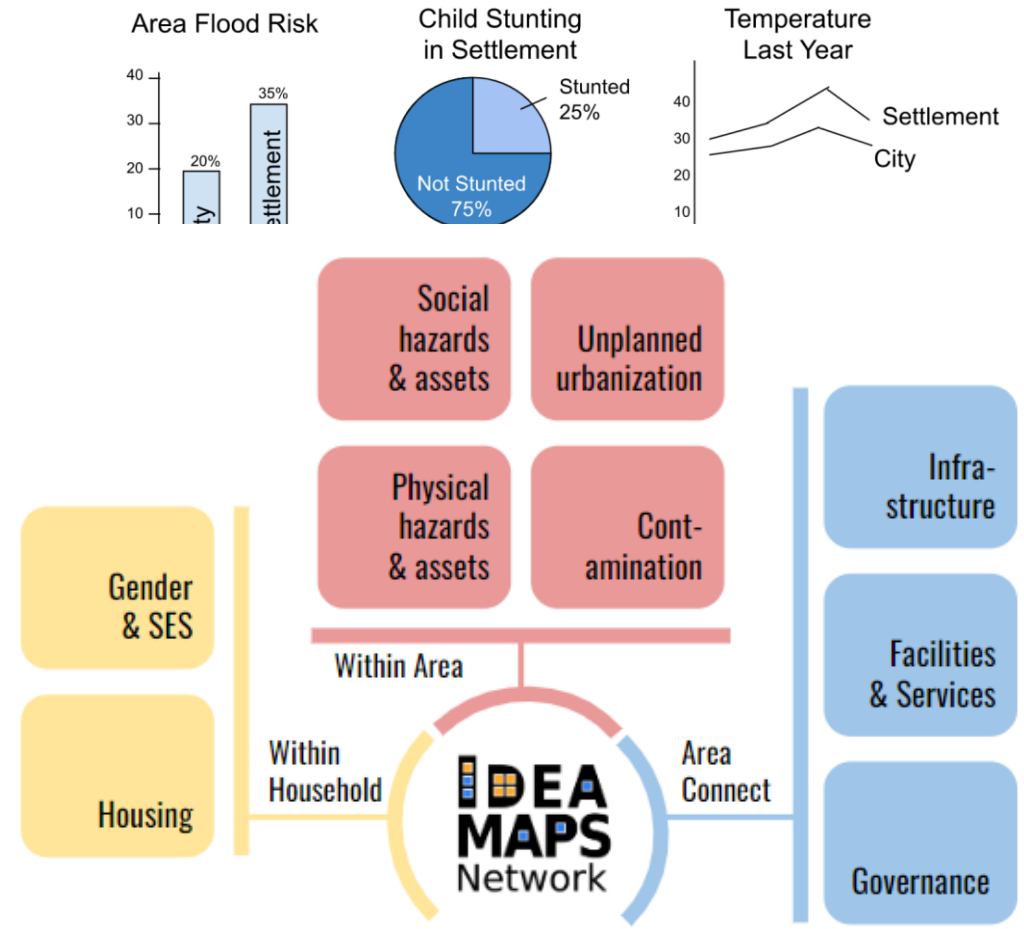 Area Flood Risk
40
30
20
10
20%
35%
Child Stunting
in Settlement
Stunted
25%
Not Stunted
75%
Temperature
Last Year
40
30
20
10
Settlement
City
Social
hazards
& assets
Unplanned
urbanization
Physical
hazards
& assets
Cont-
amination
Within Area
Gender
& SES
Housing
Within
Household
IDEA
MAPS
Network
Area
Connect
Infra-
structure
Facilities
& Services
Governance